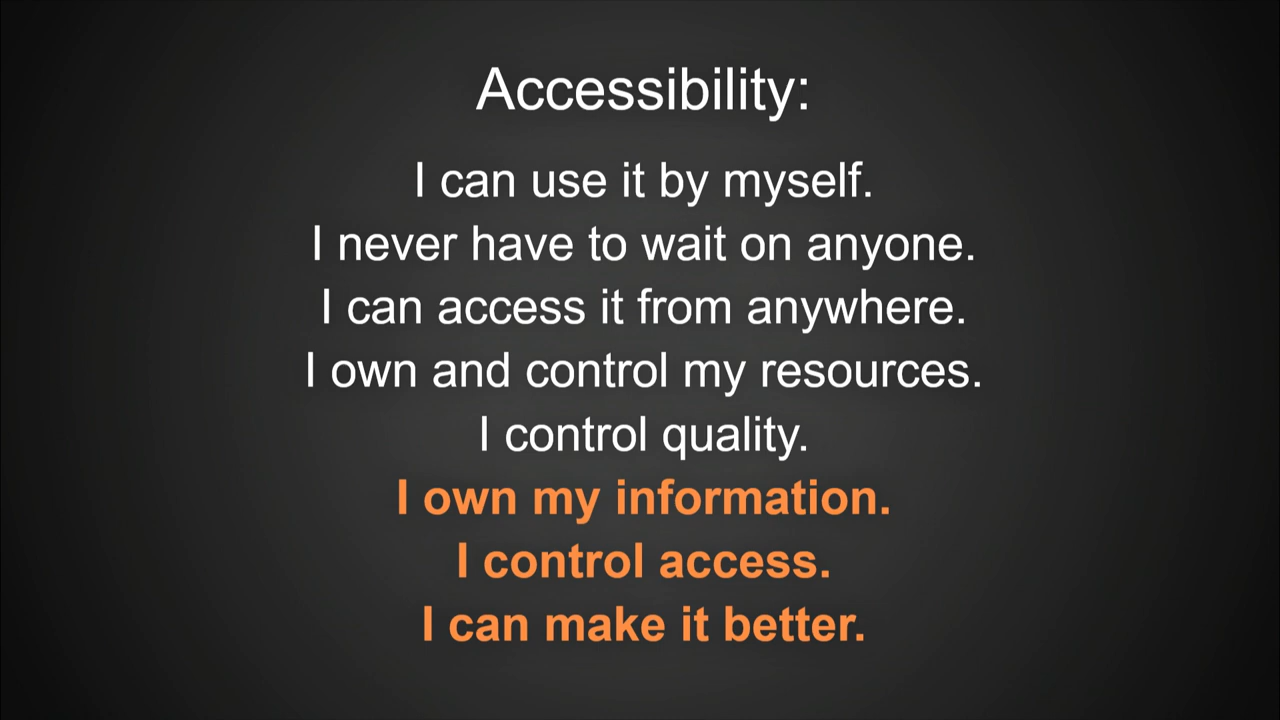 Accessibility:
I can use it by myself.
I never have to wait on anyone.
I can access it from anywhere.
I own and control my resources.
I control quality.
I own my information.
I control access.
I can make it better.